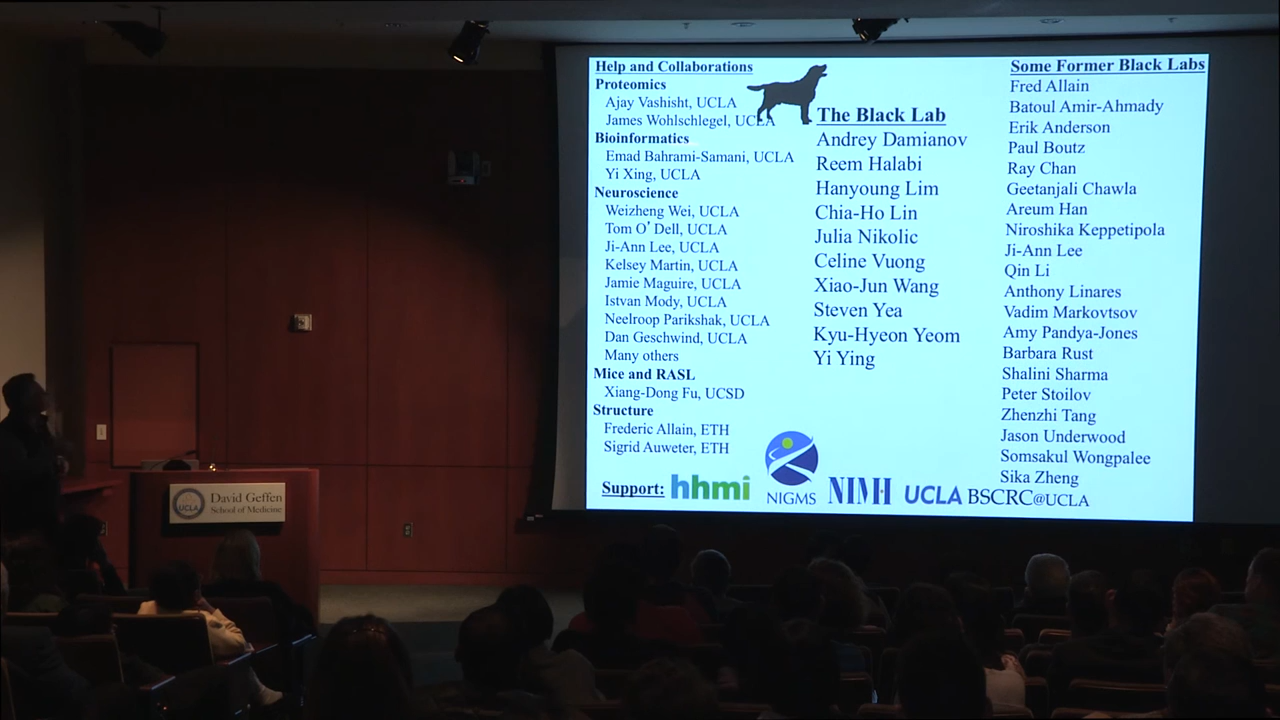 Help and Collaborations
Proteomics
Ajay Vashisht, UCLA
James Wohlschlegel, UCLA
Bioinformatics
Emad Bahrami-Samani, UCLA
Yi Xing, UCLA
Neuroscience
Weizheng Wei, UCLA
Tom O' Dell, UCLA
Ji-Ann Lee, UCLA
Kelsey Martin, UCLA
Jamie Maguire, UCLA
Istvan Mody, UCLA
Neelroop Parikshak, UCLA
Dan Geschwind, UCLA
Many others
Mice and RASL
Xiang-Dong Fu, UCSD
Structure
Frederic Allain, ETH
Sigrid Auweter, ETH
The Black Lab
Andrey Damianov
Reem Halabi
Hanyoung Lim
Chia-Ho Lin
Julia Nikolic
Celine Vuong
Xiao-Jun Wang
Steven Yea
Kyu-Hyeon Yeom
Yi Ying
Some Former Black Labs
Fred Allain
Batoul Amir-Ahmady
Erik Anderson
Paul Boutz
Ray Chan
Geetanjali Chawla
Areum Han
Niroshika Keppetipola
Ji-Ann Lee
Qin Li
Anthony Linares
Vadim Markovtsov
Amy Pandya-Jones
Barbara Rust
Shalini Sharma
Peter Stoilov
Zhenzhi Tang
Jason Underwood
Somsakul Wongpalee
Sika Zheng
Support: hhmi NIGMS NIMH UCLA BSCRC@UCLA
UCLA
David Geffen
School of Medicine